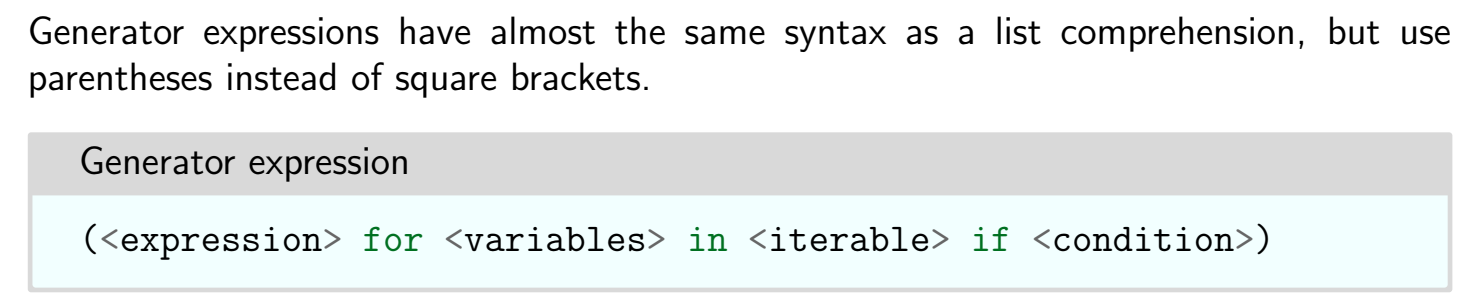 Generator expressions have almost the same syntax as a list comprehension, but use
parentheses instead of square brackets.
Generator expression
(<expression> for <variables> in <iterable> if <condition>)